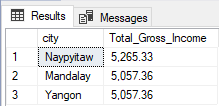 Results Messages
city Total_Gross_Income
1 Naypyitaw 5,265.33
2 Mandalay 5,057.36
3 Yangon 5,057.36